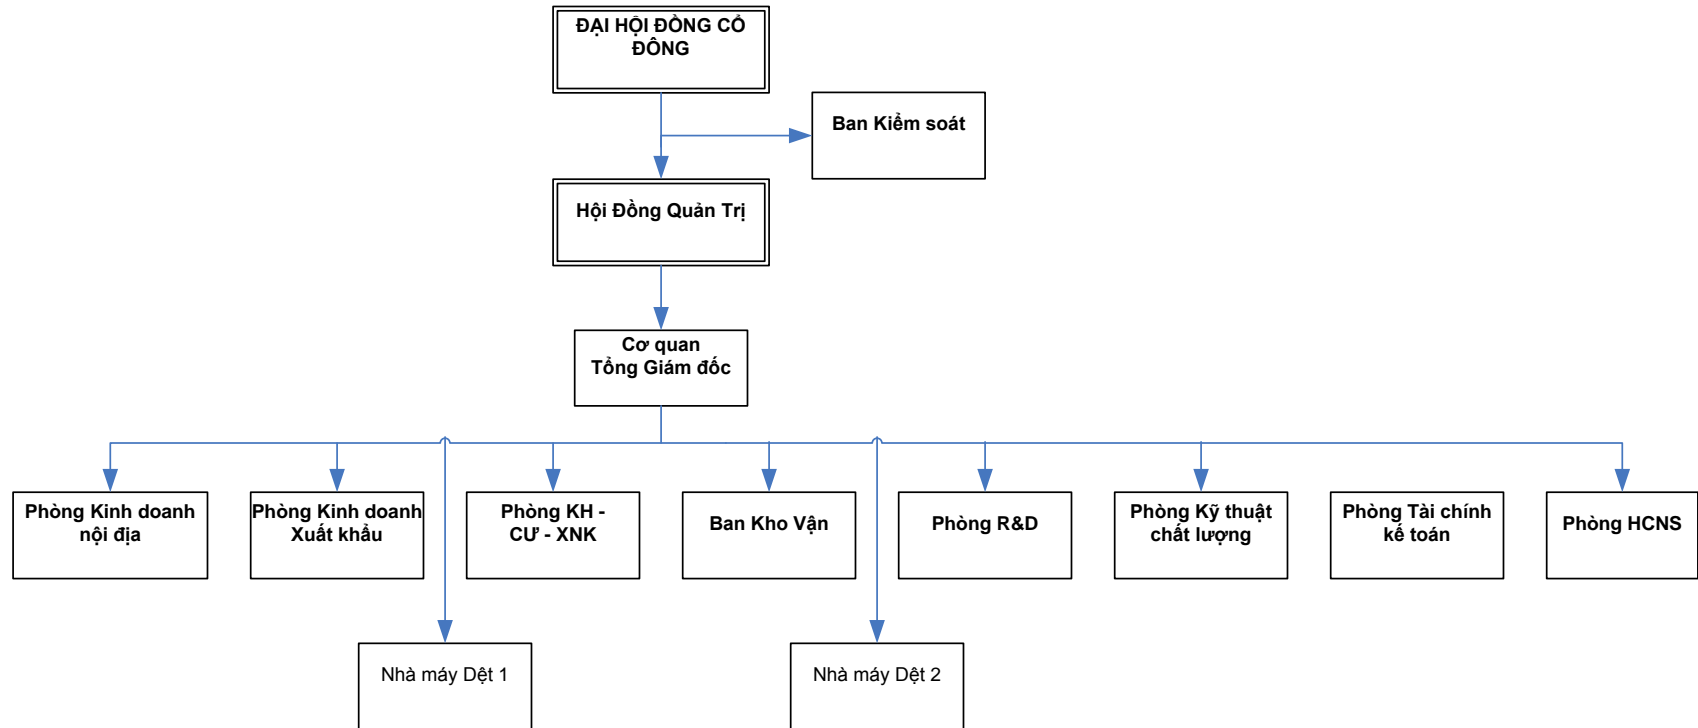 ĐẠI HỘI ĐỒNG CỔ
ĐÔNG
Ban Kiểm soát
Hội Đồng Quản Trị
Cơ quan
Tổng Giám đốc
Phòng Kinh doanh
nội địa
Phòng Kinh doanh
Xuất khẩu
Phòng KH -
CƯ - XNK
Ban Kho Vận
Phòng R&D
Phòng Kỹ thuật
chất lượng
Phòng Tài chính
kế toán
Phòng HCNS
Nhà máy Dệt 1
Nhà máy Dệt 2